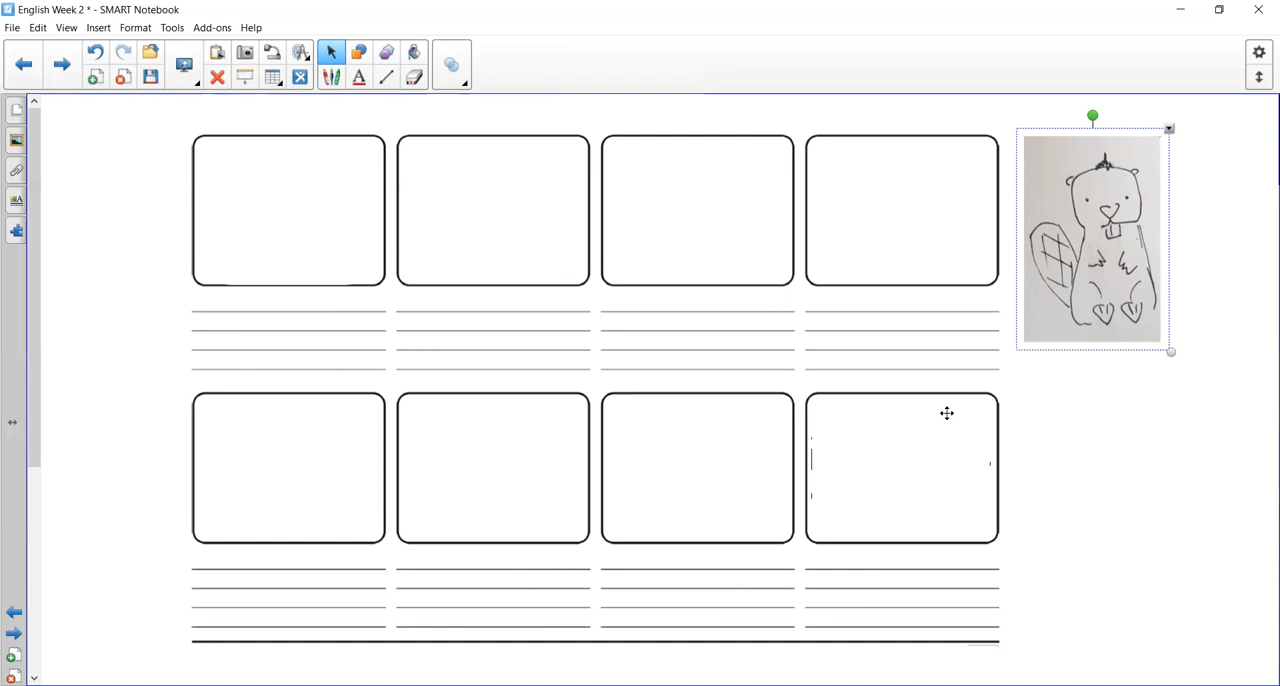 English Week 2 * - SMART Notebook
File Edit View Insert Format Tools Add-ons Help